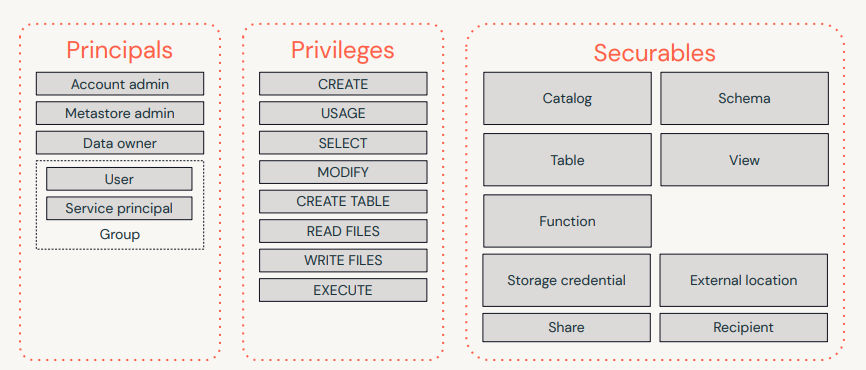 Principals
Account admin
Metastore admin
Data owner
User
Service principal
Group
Privileges
CREATE
USAGE
SELECT
MODIFY
CREATE TABLE
READ FILES
WRITE FILES
EXECUTE
Securables
Catalog
Schema
Table
View
Function
Storage credential
External location
Share
Recipient